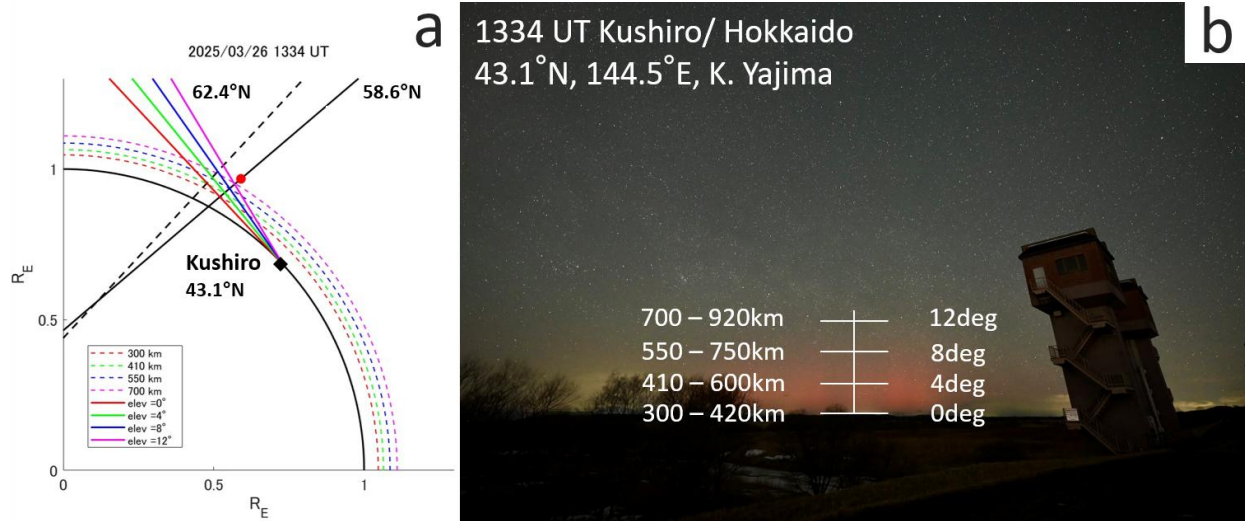 a
2025/03/26 1334 UT
62.4°N
58.6°N
1
R_E
Kushiro
43.1°N
0.5
300 km
410 km
550 km
700 km
elev =0°
elev =4°
elev =8°
elev =12°
0
0
0.5
1
R_E
b
1334 UT Kushiro/ Hokkaido
43.1°N, 144.5°E, K. Yajima
700 – 920km 12deg
550 – 750km 8deg
410 – 600km 4deg
300 – 420km 0deg